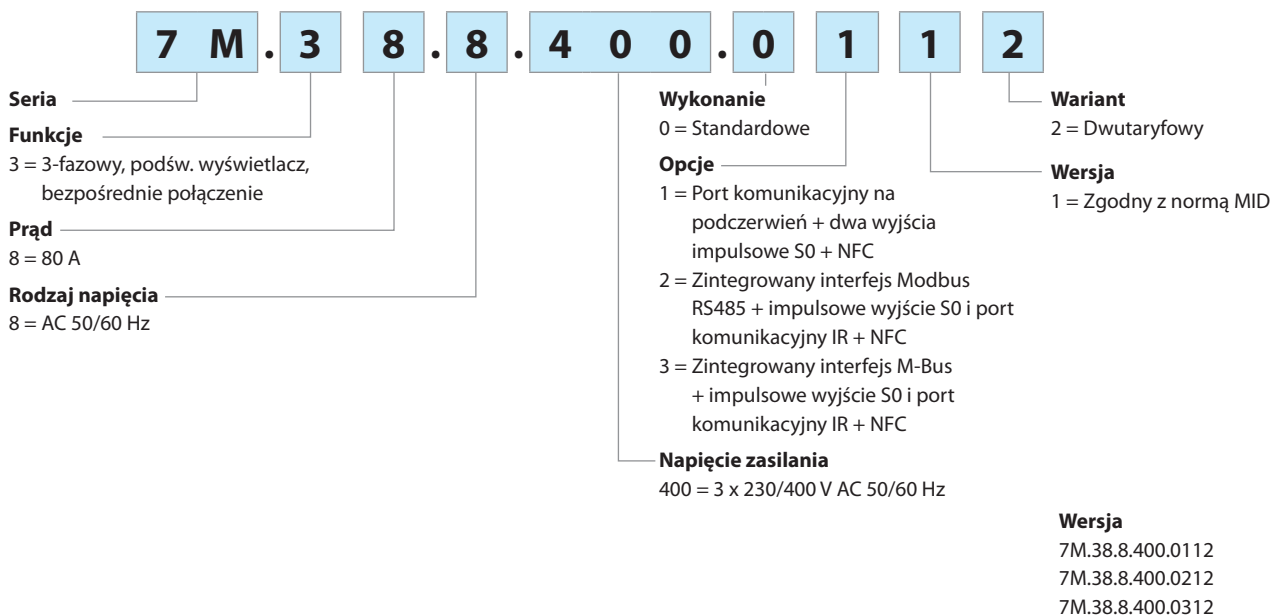 7 M . 3 8 . 8 . 4 0 0 . 0 1 1 2
Seria
Funkcje
3 = 3-fazowy, podśw. wyświetlacz,
bezpośrednie połączenie
Prąd
8 = 80 A
Rodzaj napięcia
8 = AC 50/60 Hz
Wykonanie
0 = Standardowe
Opcje
1 = Port komunikacyjny na
podczerwień + dwa wyjścia
impulsowe S0 + NFC
2 = Zintegrowany interfejs Modbus
RS485 + impulsowe wyjście S0 i port
komunikacyjny IR + NFC
3 = Zintegrowany interfejs M-Bus
+ impulsowe wyjście S0 i port
komunikacyjny IR + NFC
Napięcie zasilania
400 = 3 x 230/400 V AC 50/60 Hz
Wariant
2 = Dwutaryfowy
Wersja
1 = Zgodny z normą MID
Wersja
7M.38.8.400.0112
7M.38.8.400.0212
7M.38.8.400.0312